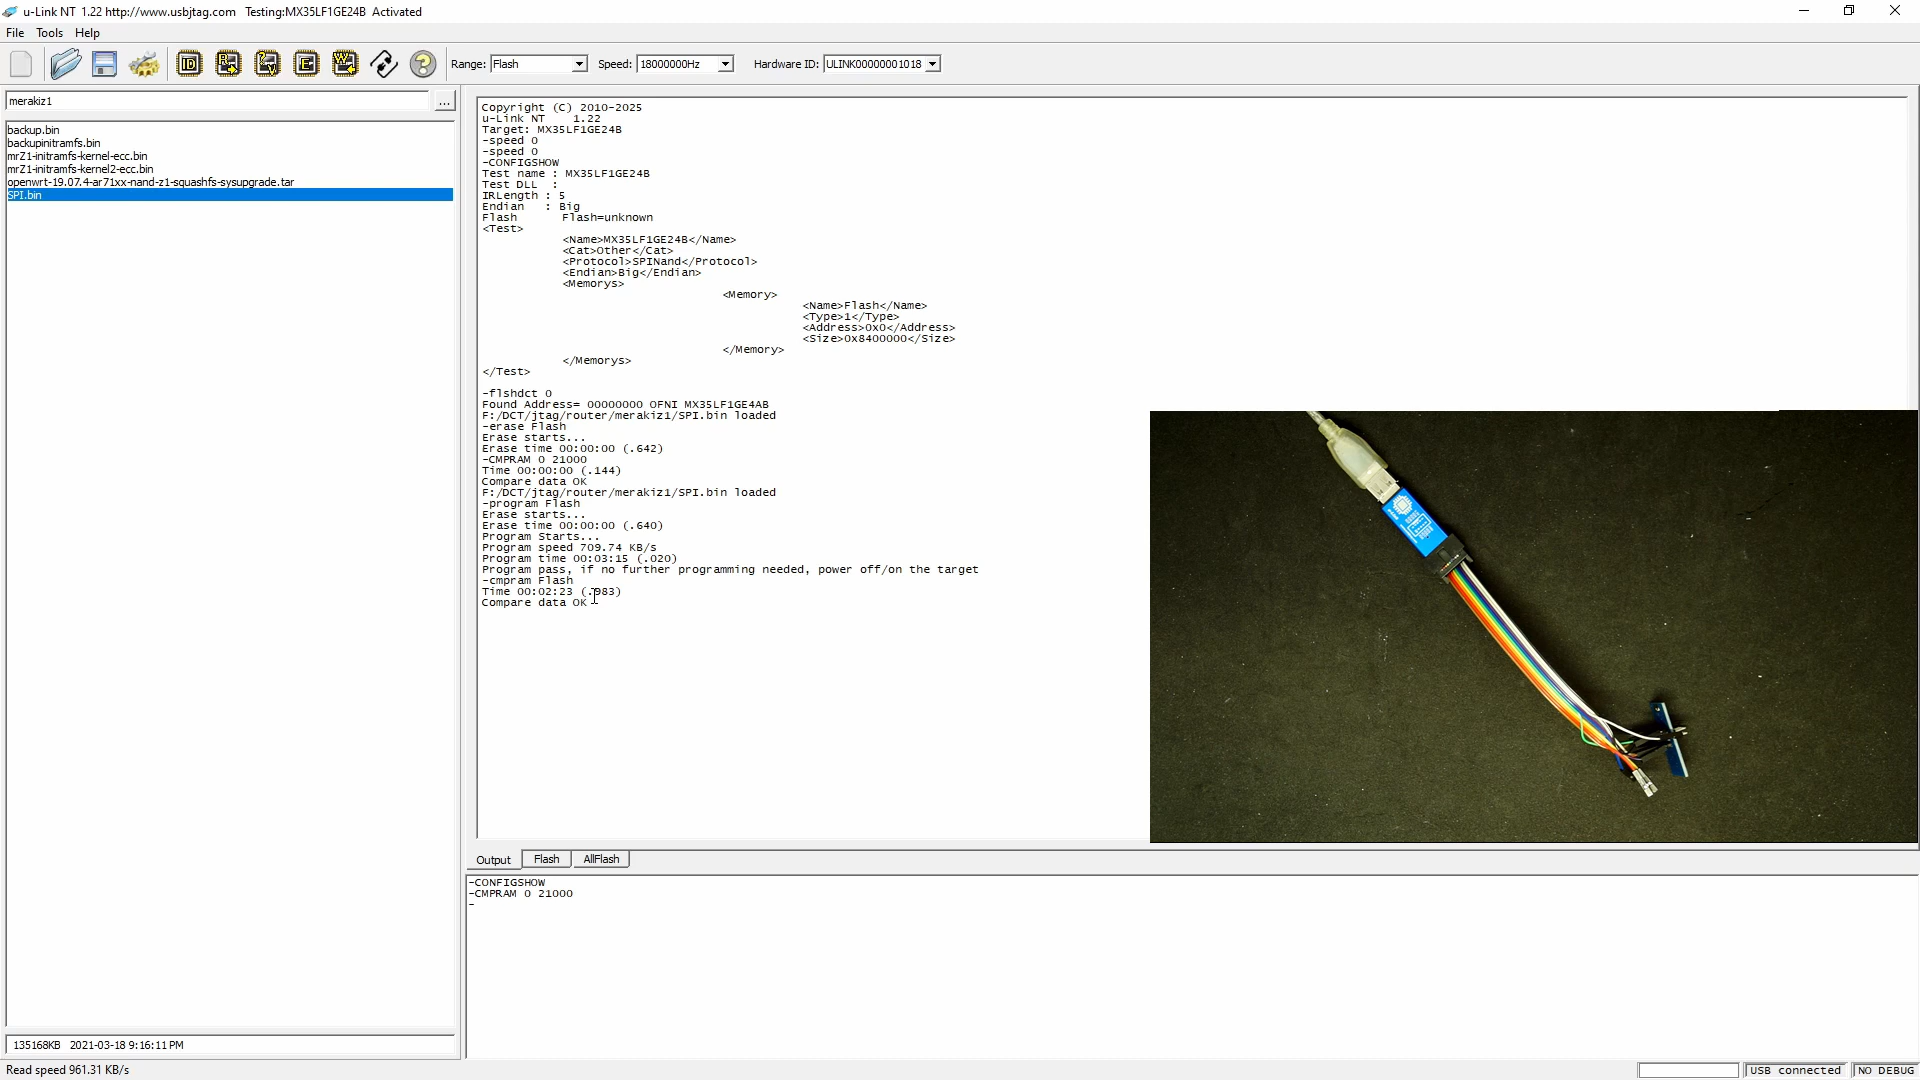 u-Link NT 1.22 http://www.usbjtag.com Testing:MX35LF1GE24B Activated
File Tools Help
ID R ?V E W Range: Flash Speed: 18000000Hz Hardware ID: ULINK00000001018
merakiz1 ...
backup.bin
backupinitramfs.bin
mrZ1-initramfs-kernel-ecc.bin
mrZ1-initramfs-kernel2-ecc.bin
openwrt-19.07.4-ar71xx-nand-z1-squashfs-sysupgrade.tar
SPI.bin
135168KB 2021-03-18 9:16:11 PM
Copyright (C) 2010-2025
u-Link NT 1.22
Target: MX35LF1GE24B
-speed 0
-speed 0
-CONFIGSHOW
Test name : MX35LF1GE24B
Test DLL :
IRLength : 5
Endian : Big
Flash Flash=unknown
<Test>
<Name>MX35LF1GE24B</Name>
<Cat>Other</Cat>
<Protocol>SPINand</Protocol>
<Endian>Big</Endian>
<Memorys>
<Memory>
<Name>Flash</Name>
<Type>1</Type>
<Address>0x0</Address>
<Size>0x8400000</Size>
</Memory>
</Memorys>
</Test>
-flshdct 0
Found Address= 00000000 OFNI MX35LF1GE4AB
F:/DCT/jtag/router/merakiz1/SPI.bin loaded
-erase Flash
Erase starts...
Erase time 00:00:00 (.642)
-CMPRAM 0 21000
Time 00:00:00 (.144)
Compare data OK
F:/DCT/jtag/router/merakiz1/SPI.bin loaded
-program Flash
Erase starts...
Erase time 00:00:00 (.640)
Program Starts...
Program speed 709.74 KB/s
Program time 00:03:15 (.020)
Program pass, if no further programming needed, power off/on the target
-cmpram Flash
Time 00:02:23 (.983)
Compare data OK
Output Flash AllFlash
-CONFIGSHOW
-CMPRAM 0 21000
-
Read speed 961.31 KB/s USB connected NO DEBUG